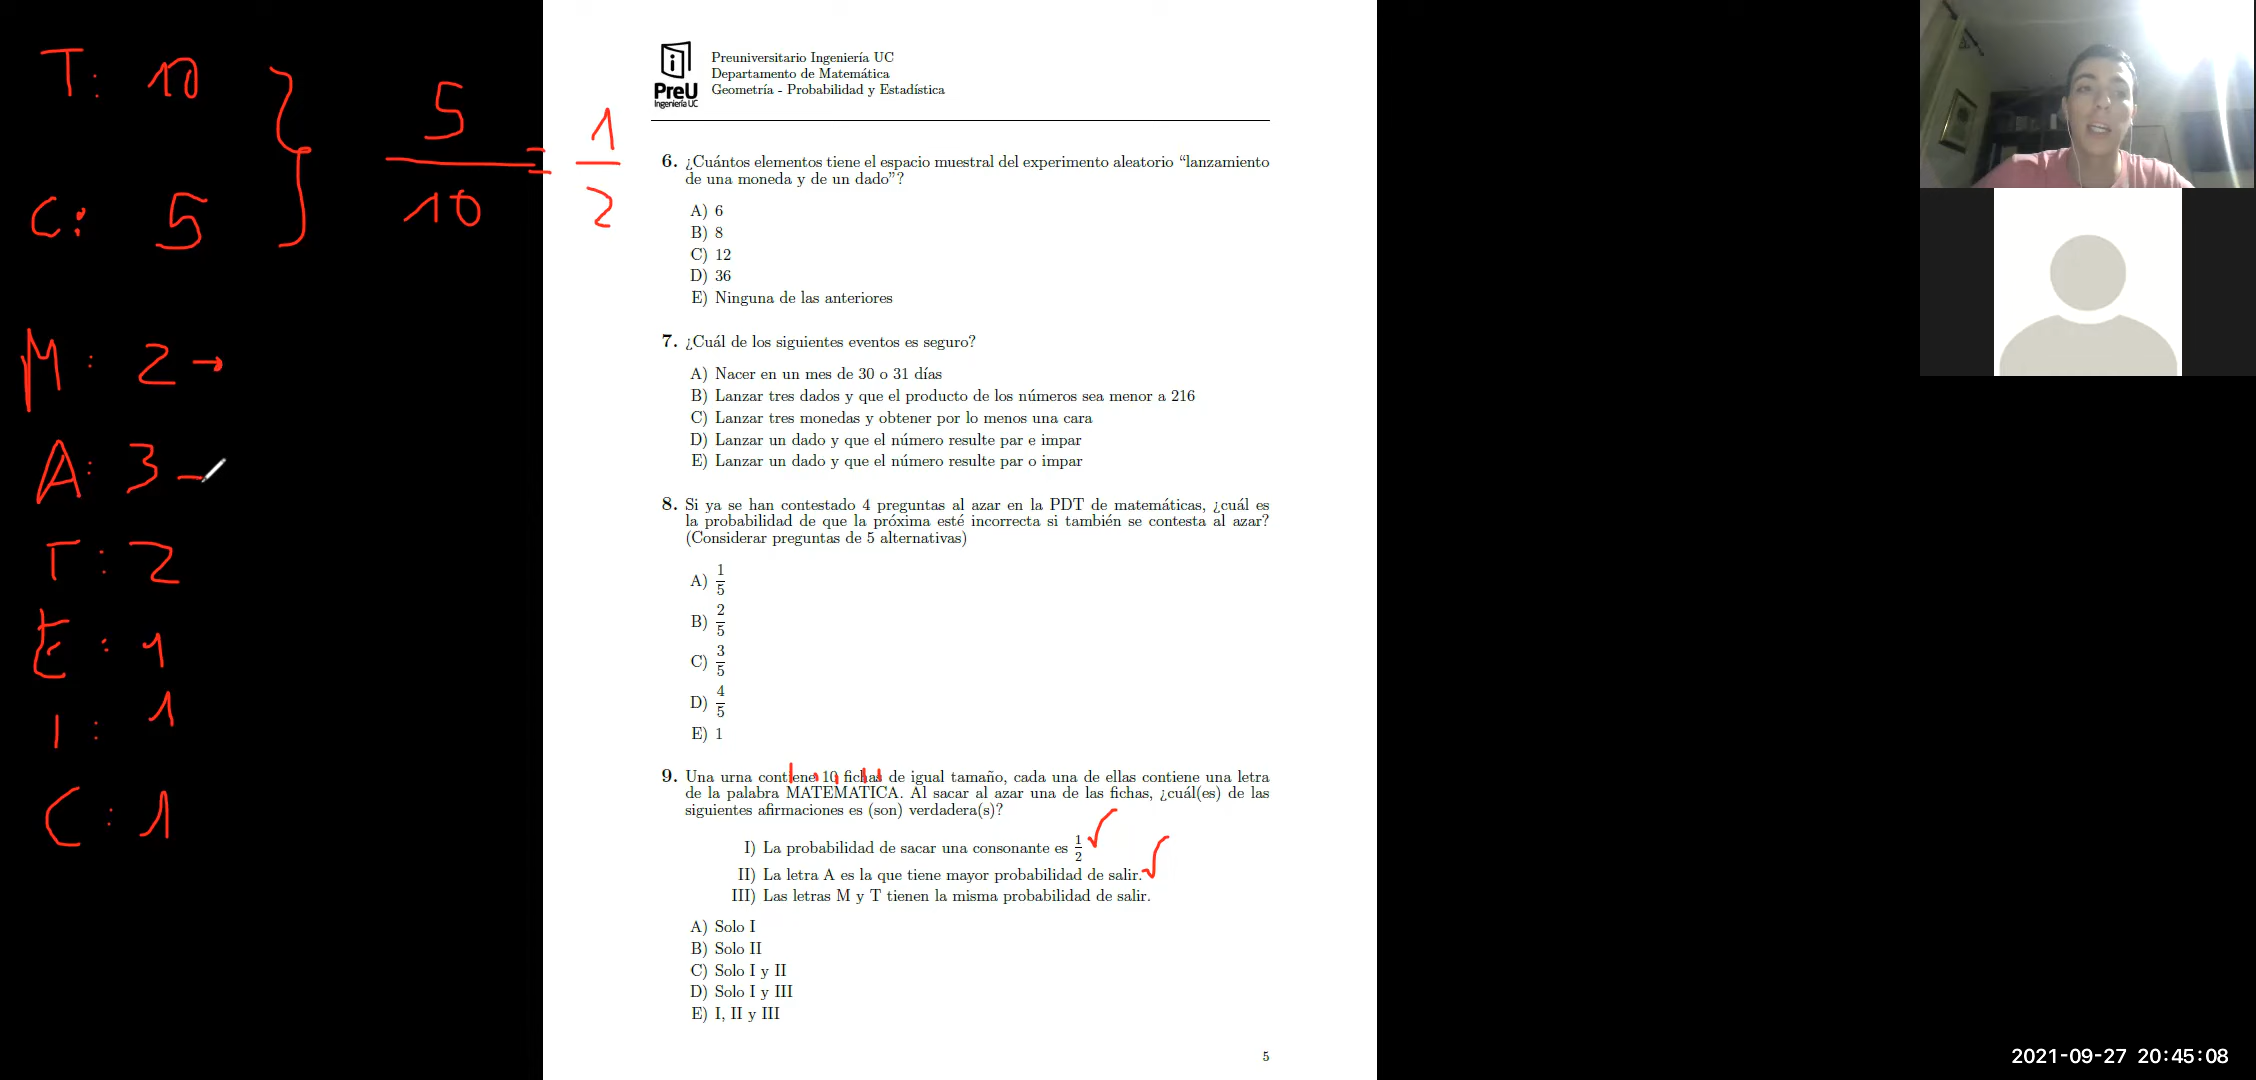 T: 10
C: 5
5
10
=
1
2
M: 2 →
A: 3 -
T: 2
E: 1
I: 1
C: 1
PreU
Ingeniería UC
Preuniversitario Ingeniería UC
Departamento de Matemática
Geometría - Probabilidad y Estadística
6. ¿Cuántos elementos tiene el espacio muestral del experimento aleatorio “lanzamiento
de una moneda y de un dado”?
A) 6
B) 8
C) 12
D) 36
E) Ninguna de las anteriores
7. ¿Cuál de los siguientes eventos es seguro?
A) Nacer en un mes de 30 o 31 días
B) Lanzar tres dados y que el producto de los números sea menor a 216
C) Lanzar tres monedas y obtener por lo menos una cara
D) Lanzar un dado y que el número resulte par e impar
E) Lanzar un dado y que el número resulte par o impar
8. Si ya se han contestado 4 preguntas al azar en la PDT de matemáticas, ¿cuál es
la probabilidad de que la próxima esté incorrecta si también se contesta al azar?
(Considerar preguntas de 5 alternativas)
A) 1/5
B) 2/5
C) 3/5
D) 4/5
E) 1
9. Una urna contiene 10 fichas de igual tamaño, cada una de ellas contiene una letra
de la palabra MATEMATICA. Al sacar al azar una de las fichas, ¿cuál(es) de las
siguientes afirmaciones es (son) verdadera(s)?
I) La probabilidad de sacar una consonante es 1/2
II) La letra A es la que tiene mayor probabilidad de salir.
III) Las letras M y T tienen la misma probabilidad de salir.
A) Solo I
B) Solo II
C) Solo I y II
D) Solo I y III
E) I, II y III
5
2021-09-27 20:45:08